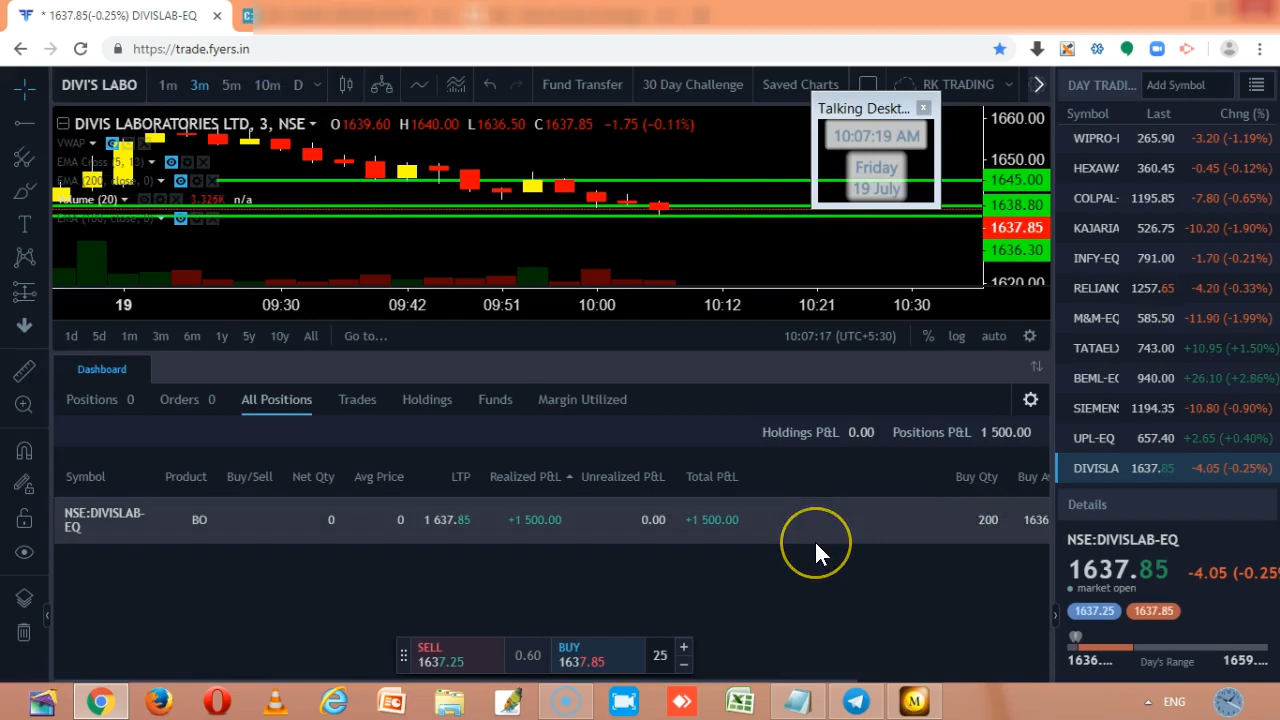 * 1637.85(-0.25%) DIVISLAB-EQ
https://trade.fyers.in
DIVI'S LABO 1m 3m 5m 10m D Fund Transfer 30 Day Challenge Saved Charts RK TRADING
DAY TRADI... Add Symbol
DIVIS LABORATORIES LTD, 3, NSE O1639.60 H1640.00 L1636.50 C1637.85 -1.75 (-0.11%)
VWAP
EMA Cross (5, 13)
EMA (200, close, 0)
Volume (20) 3.326K n/a
EMA (100, close, 0)
Talking Deskt...
10:07:19 AM
Friday
19 July
1660.00
1650.00
1645.00
1638.80
1637.85
1636.30
1620.00
19 09:30 09:42 09:51 10:00 10:12 10:21 10:30
1d 5d 1m 3m 6m 1y 5y 10y All Go to... 10:07:17 (UTC+5:30) % log auto
Dashboard
Positions 0 Orders 0 All Positions Trades Holdings Funds Margin Utilized
Holdings P&L 0.00 Positions P&L 1 500.00
Symbol Product Buy/Sell Net Qty Avg Price LTP Realized P&L Unrealized P&L Total P&L Buy Qty Buy A
NSE:DIVISLAB-
EQ BO 0 0 1 637.85 +1 500.00 0.00 +1 500.00 200 1636
SELL
1637.25
0.60
BUY
1637.85
25
Symbol Last Chng (%)
WIPRO-I 265.90 -3.20 (-1.19%)
HEXAWA 360.45 -0.45 (-0.12%)
COLPAL- 1195.85 -7.80 (-0.65%)
KAJARIA 526.75 -10.20 (-1.90%)
INFY-EQ 791.00 -1.70 (-0.21%)
RELIANC 1257.65 -4.20 (-0.33%)
M&M-EQ 585.50 -11.90 (-1.99%)
TATAEL 743.00 +10.95 (+1.50%)
BEML-E 940.00 +26.10 (+2.86%)
SIEMEN 1194.35 -10.80 (-0.90%)
UPL-EQ 657.40 +2.65 (+0.40%)
DIVISLA 1637.85 -4.05 (-0.25%)
Details
NSE:DIVISLAB-EQ
1637.85 -4.05 (-0.25
market open
1637.25 1637.85
1636.... Day's Range 1659....
ENG